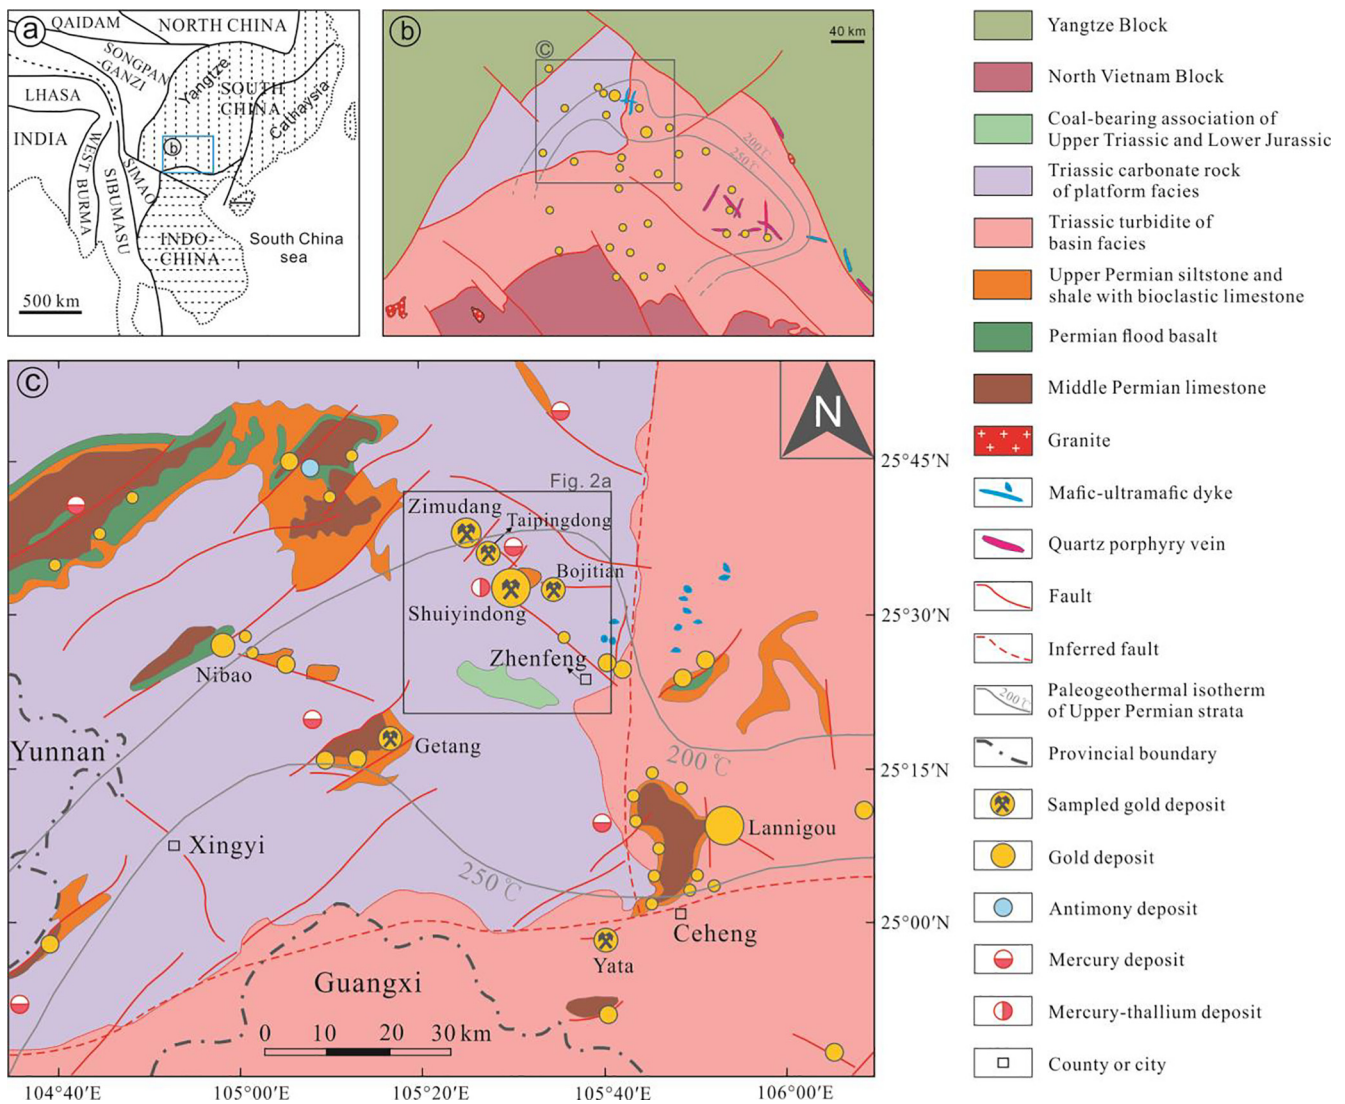 a
QAIDAM
NORTH CHINA
SONGPAN
-GANZI
LHASA
INDIA
Yangtze
SOUTH
CHINA
Cathaysia
b
WEST BURMA
SIBUMASU
SIMAO
INDO-
CHINA
South China
sea
500 km
b
40 km
C
200℃
250℃
C
N
Fig. 2a
Zimudang
Taipingdong
Bojitian
Shuiyindong
Zhenfeng
Nibao
Getang
Yunnan
Xingyi
200℃
250℃
Lannigou
Ceheng
Yata
Guangxi
0 10 20 30 km
25°45′N
25°30′N
25°15′N
25°00′N
104°40′E
105°00′E
105°20′E
105°40′E
106°00′E
Yangtze Block
North Vietnam Block
Coal-bearing association of
Upper Triassic and Lower Jurassic
Triassic carbonate rock
of platform facies
Triassic turbidite of
basin facies
Upper Permian siltstone and
shale with bioclastic limestone
Permian flood basalt
Middle Permian limestone
Granite
Mafic-ultramafic dyke
Quartz porphyry vein
Fault
Inferred fault
200℃
Paleogeothermal isotherm
of Upper Permian strata
Provincial boundary
Sampled gold deposit
Gold deposit
Antimony deposit
Mercury deposit
Mercury-thallium deposit
County or city